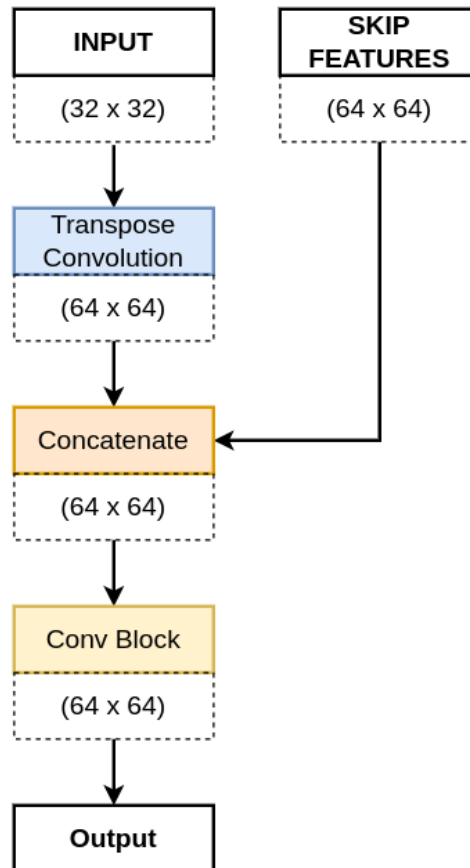 INPUT
SKIP
FEATURES
(32 x 32)
(64 x 64)
Transpose
Convolution
(64 x 64)
Concatenate
(64 x 64)
Conv Block
(64 x 64)
Output